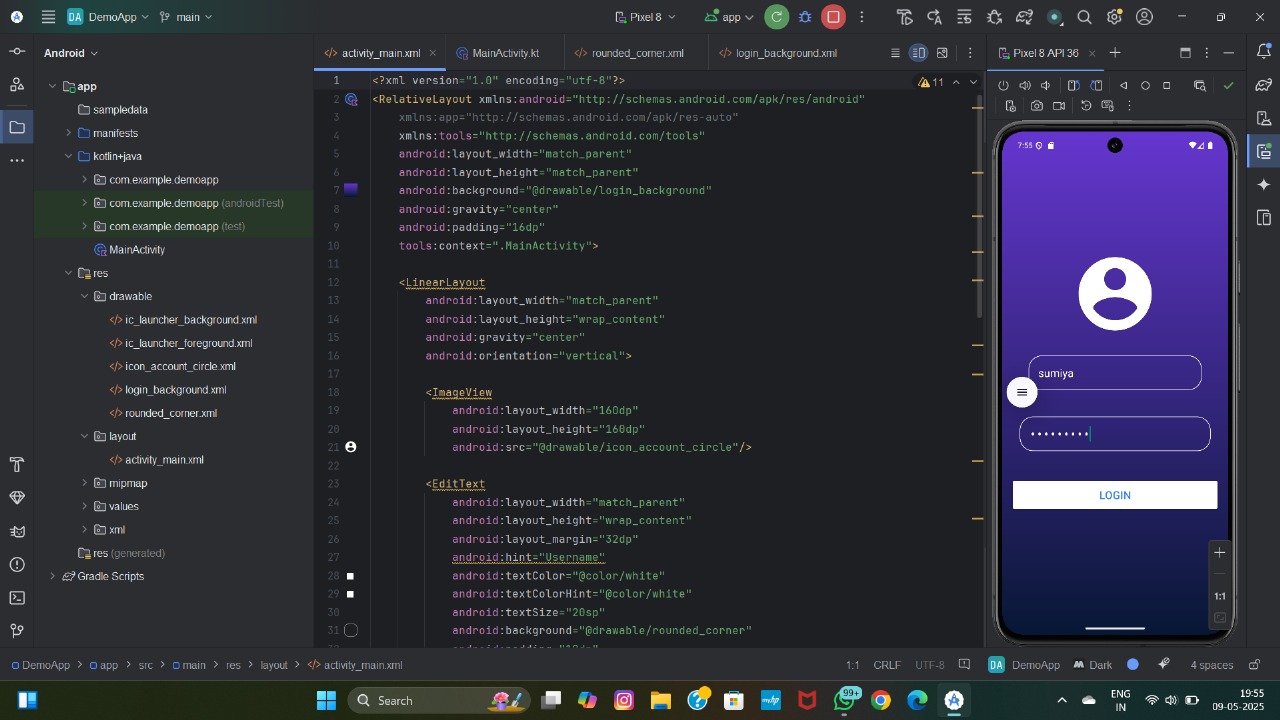 DA DemoApp main Pixel 8 app
Android
activity_main.xml MainActivity.kt rounded_corner.xml login_background.xml Pixel 8 API 36
app
sampledata
manifests
kotlin+java
com.example.demoapp
com.example.demoapp (androidTest)
com.example.demoapp (test)
MainActivity
res
drawable
ic_launcher_background.xml
ic_launcher_foreground.xml
icon_account_circle.xml
login_background.xml
rounded_corner.xml
layout
activity_main.xml
mipmap
values
xml
res (generated)
Gradle Scripts
11
1 <?xml version="1.0" encoding="utf-8"?>
2 <RelativeLayout xmlns:android="http://schemas.android.com/apk/res/android"
3 xmlns:app="http://schemas.android.com/apk/res-auto"
4 xmlns:tools="http://schemas.android.com/tools"
5 android:layout_width="match_parent"
6 android:layout_height="match_parent"
7 android:background="@drawable/login_background"
8 android:gravity="center"
9 android:padding="16dp"
10 tools:context=".MainActivity">
11
12 <LinearLayout
13 android:layout_width="match_parent"
14 android:layout_height="wrap_content"
15 android:gravity="center"
16 android:orientation="vertical">
17
18 <ImageView
19 android:layout_width="160dp"
20 android:layout_height="160dp"
21 android:src="@drawable/icon_account_circle"/>
22
23 <EditText
24 android:layout_width="match_parent"
25 android:layout_height="wrap_content"
26 android:layout_margin="32dp"
27 android:hint="Username"
28 android:textColor="@color/white"
29 android:textColorHint="@color/white"
30 android:textSize="20sp"
31 android:background="@drawable/rounded_corner"
7:55
sumiya
•••••••••
LOGIN
1:1
DemoApp app src main res layout activity_main.xml 1:1 CRLF UTF-8 DA DemoApp Dark 4 spaces
Search 99+ ENG IN 19:55 09-05-2025